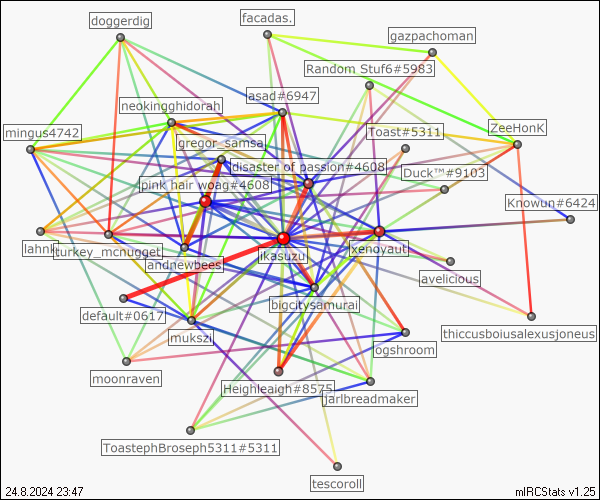 doggerdig
facadas.
gazpachoman
Random Stuf6#5983
asad#6947
neokingghidorah
ZeeHonK
mingus4742
Toast#5311
gregor_samsa
disaster of passion#4608
Duck™#9103
pink hair woag#4608
Knowun#6424
lahnk
turkey_mcnugget
andnewbees
ikasuzu
xenoyaut
avelicious
bigcitysamurai
default#0617
thiccusboiusalexusjoneus
mukszi
ogshroom
moonraven
Heighleaigh#8575
jarlbreadmaker
ToastephBroseph5311#5311
tescoroll
24.8.2024 23:47
mIRCStats v1.25